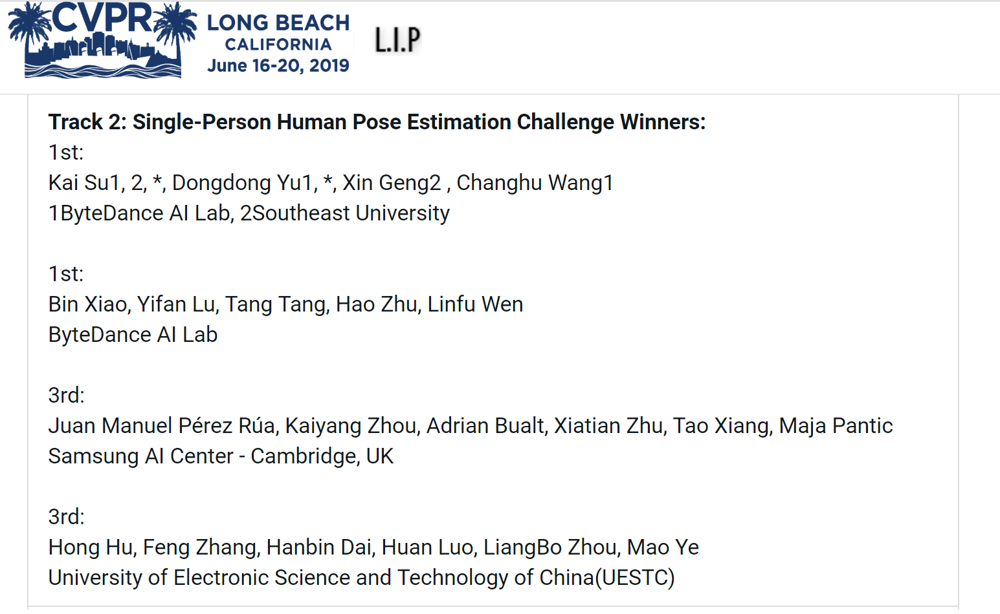 CVPR
LONG BEACH
CALIFORNIA
June 16-20, 2019
L.I.P
Track 2: Single-Person Human Pose Estimation Challenge Winners:
1st:
Kai Su1, 2, *, Dongdong Yu1, *, Xin Geng2 , Changhu Wang1
1ByteDance AI Lab, 2Southeast University
1st:
Bin Xiao, Yifan Lu, Tang Tang, Hao Zhu, Linfu Wen
ByteDance AI Lab
3rd:
Juan Manuel Pérez Rúa, Kaiyang Zhou, Adrian Bualt, Xiatian Zhu, Tao Xiang, Maja Pantic
Samsung AI Center - Cambridge, UK
3rd:
Hong Hu, Feng Zhang, Hanbin Dai, Huan Luo, LiangBo Zhou, Mao Ye
University of Electronic Science and Technology of China(UESTC)